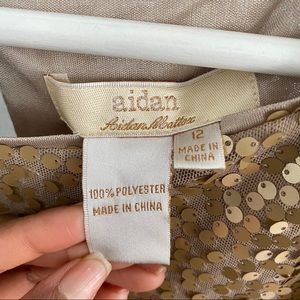 aidan
Aidan Mattox
12
MADE IN
CHINA
100% POLYESTER
MADE IN CHINA